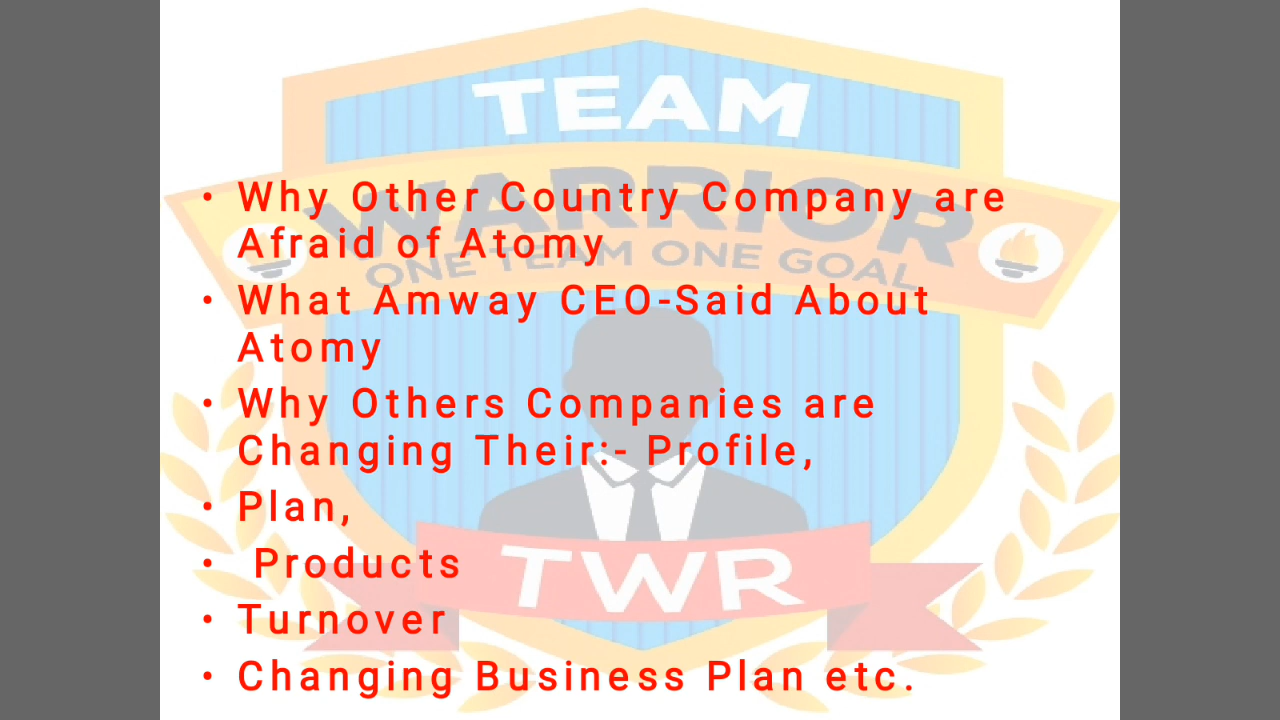 TEAM
WARRIOR
ONE TEAM ONE GOAL
• Why Other Country Company are
Afraid of Atomy
• What Amway CEO-Said About
Atomy
• Why Others Companies are
Changing Their:- Profile,
• Plan,
• Products
• Turnover
• Changing Business Plan etc.
TWR